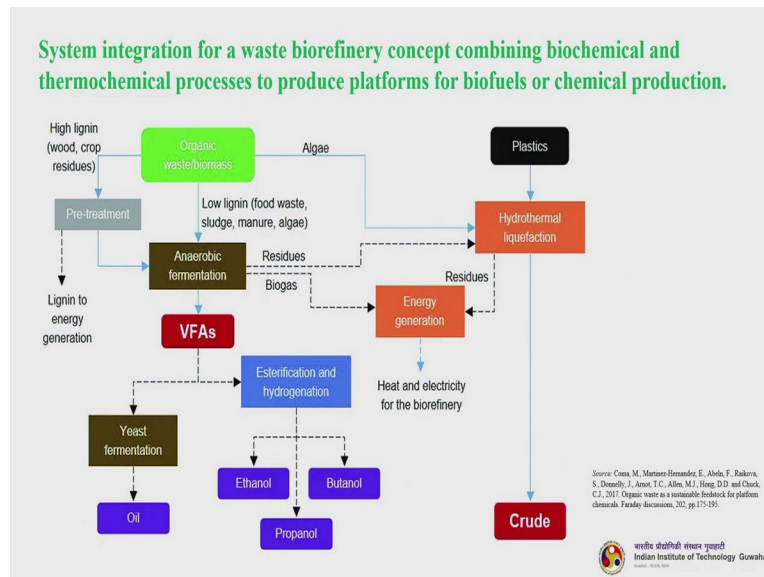 System integration for a waste biorefinery concept combining biochemical and
thermochemical processes to produce platforms for biofuels or chemical production.
High lignin
(wood, crop
residues)
Organic
waste/biomass
Algae
Plastics
Pre-treatment
Low lignin (food waste,
sludge, manure, algae)
Hydrothermal
liquefaction
Anaerobic
fermentation
Residues
Biogas
Residues
Lignin to
energy
generation
Energy
generation
VFAs
Esterification and
hydrogenation
Heat and electricity
for the biorefinery
Yeast
fermentation
Ethanol
Butanol
Oil
Propanol
Crude
Source: Coma, M., Martinez-Hernandez, E., Abeln, F., Raikova,
S., Donnelly, J., Arnot, T.C., Allen, M.J., Hong, D.D. and Chuck,
C.J., 2017. Organic waste as a sustainable feedstock for platform
chemicals. Faraday discussions, 202, pp.175-195.
भारतीय प्रौद्योगिकी संस्थान गुवाहाटी
Indian Institute of Technology Guwah